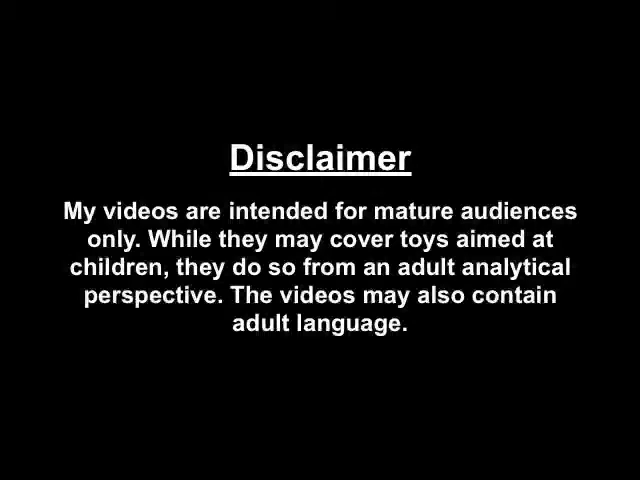 Disclaimer
My videos are intended for mature audiences
only. While they may cover toys aimed at
children, they do so from an adult analytical
perspective. The videos may also contain
adult language.